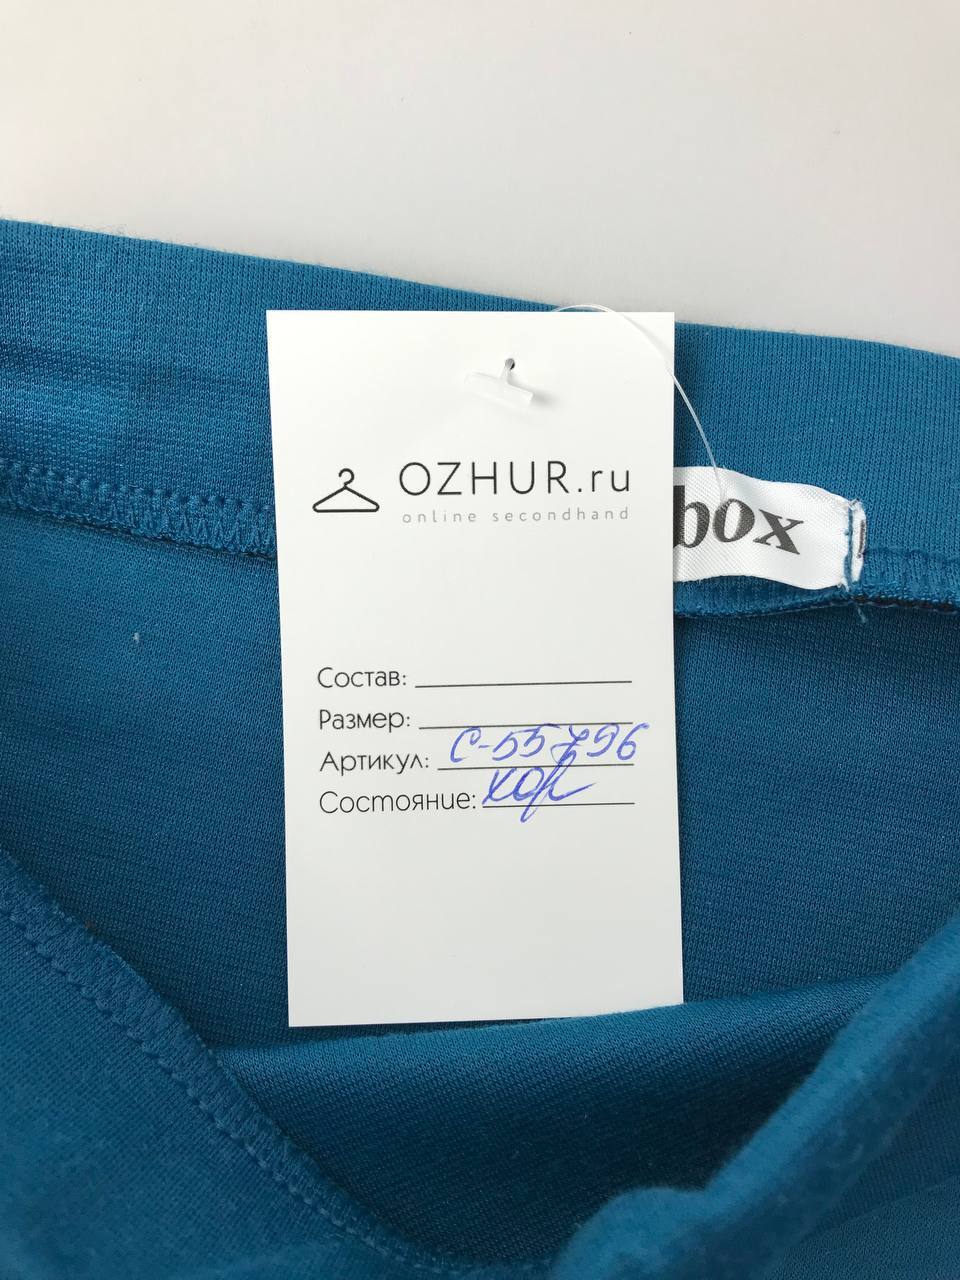 OZHUR.ru
online secondhand
box
Состав:
Размер:
Артикул: С-55796
Состояние: хор